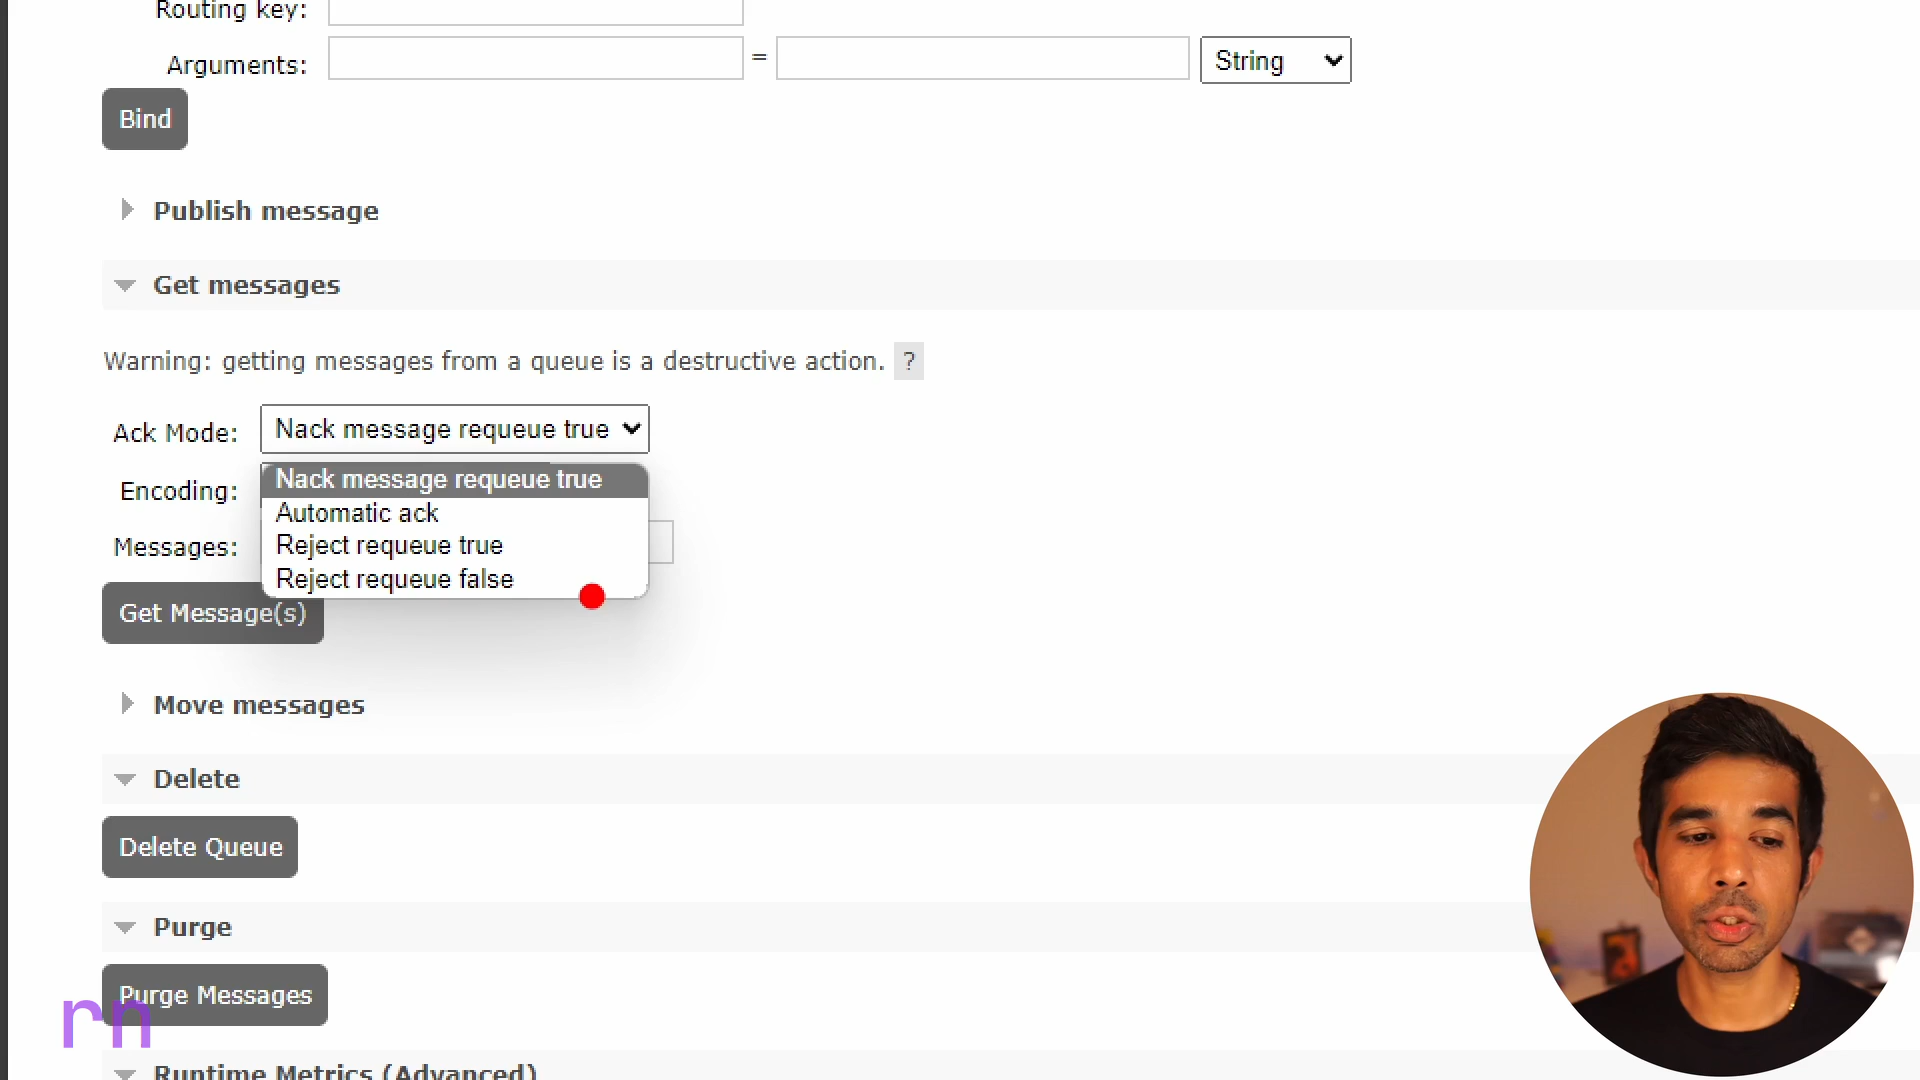 Routing key:
Arguments: = String
Bind
Publish message
Get messages
Warning: getting messages from a queue is a destructive action. ?
Ack Mode: Nack message requeue true
Nack message requeue true
Encoding:
Automatic ack
Messages:
Reject requeue true
Reject requeue false
Get Message(s)
Move messages
Delete
Delete Queue
Purge
Purge Messages
rn
Runtime Metrics (Advanced)